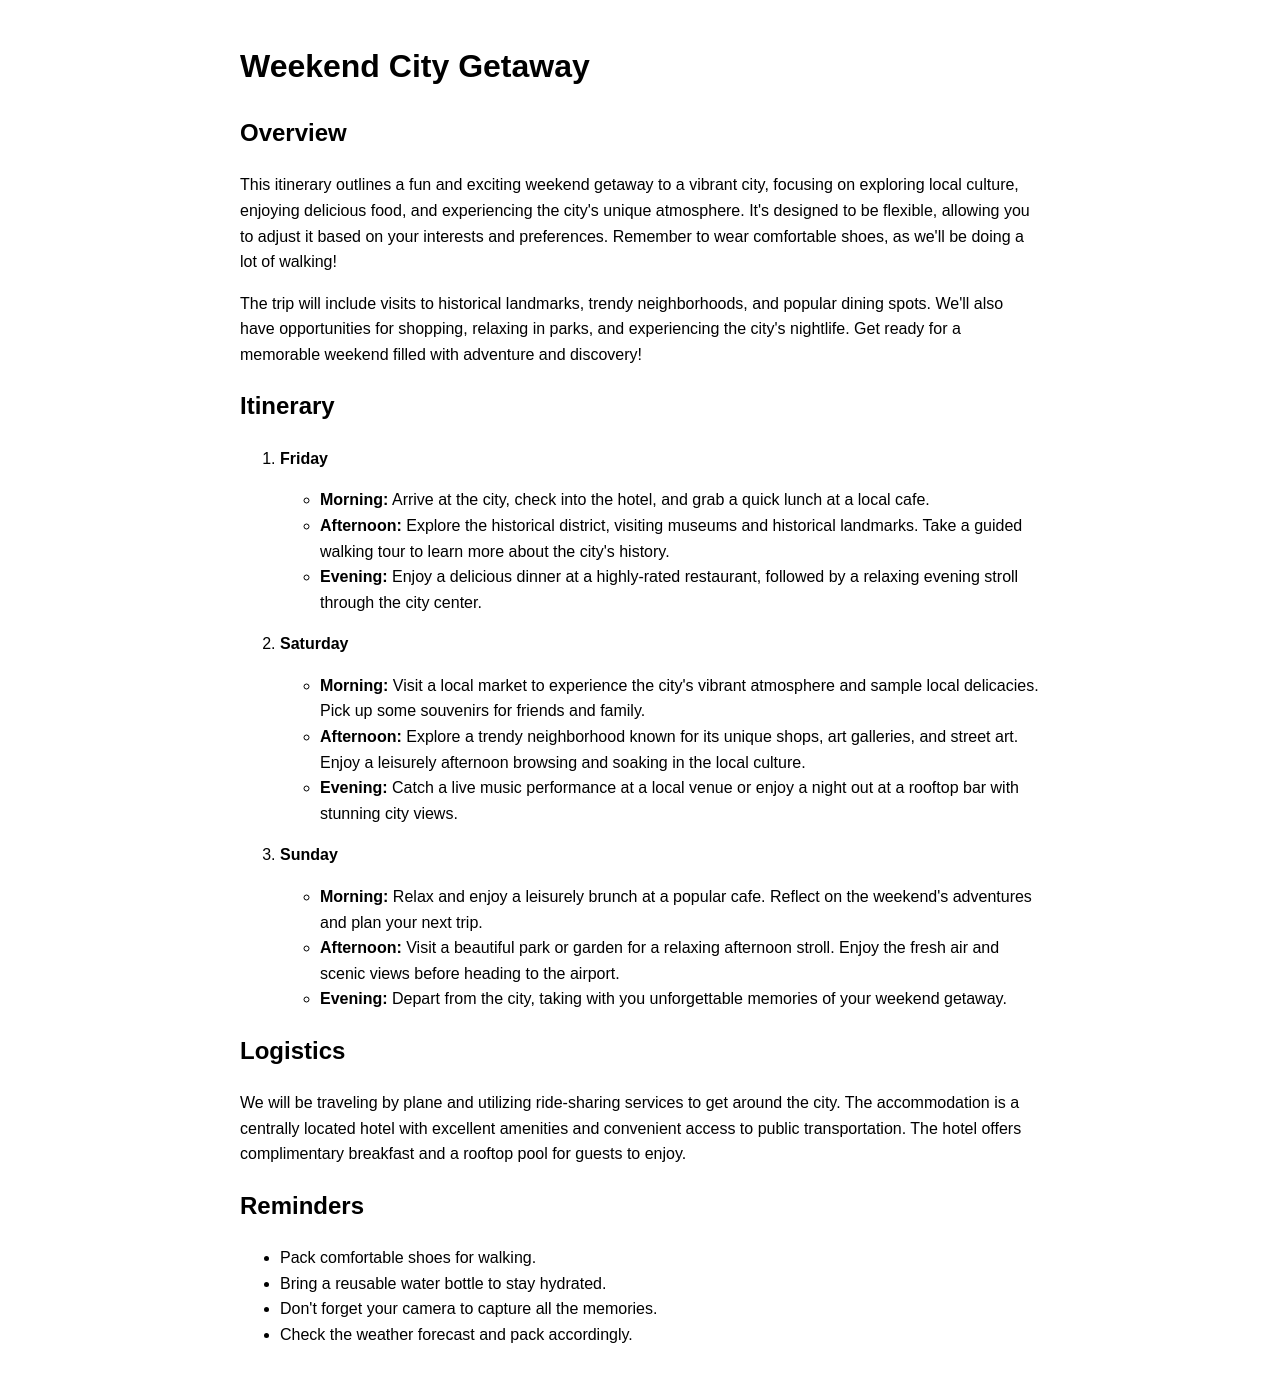 Weekend City Getaway
Overview
This itinerary outlines a fun and exciting weekend getaway to a vibrant city, focusing on exploring local culture,
enjoying delicious food, and experiencing the city's unique atmosphere. It's designed to be flexible, allowing you
to adjust it based on your interests and preferences. Remember to wear comfortable shoes, as we'll be doing a
lot of walking!
The trip will include visits to historical landmarks, trendy neighborhoods, and popular dining spots. We'll also
have opportunities for shopping, relaxing in parks, and experiencing the city's nightlife. Get ready for a
memorable weekend filled with adventure and discovery!
Itinerary
1. Friday
Morning: Arrive at the city, check into the hotel, and grab a quick lunch at a local cafe.
Afternoon: Explore the historical district, visiting museums and historical landmarks. Take a guided
walking tour to learn more about the city's history.
Evening: Enjoy a delicious dinner at a highly-rated restaurant, followed by a relaxing evening stroll
through the city center.
2. Saturday
Morning: Visit a local market to experience the city's vibrant atmosphere and sample local delicacies.
Pick up some souvenirs for friends and family.
Afternoon: Explore a trendy neighborhood known for its unique shops, art galleries, and street art.
Enjoy a leisurely afternoon browsing and soaking in the local culture.
Evening: Catch a live music performance at a local venue or enjoy a night out at a rooftop bar with
stunning city views.
3. Sunday
Morning: Relax and enjoy a leisurely brunch at a popular cafe. Reflect on the weekend's adventures
and plan your next trip.
Afternoon: Visit a beautiful park or garden for a relaxing afternoon stroll. Enjoy the fresh air and
scenic views before heading to the airport.
Evening: Depart from the city, taking with you unforgettable memories of your weekend getaway.
Logistics
We will be traveling by plane and utilizing ride-sharing services to get around the city. The accommodation is a
centrally located hotel with excellent amenities and convenient access to public transportation. The hotel offers
complimentary breakfast and a rooftop pool for guests to enjoy.
Reminders
Pack comfortable shoes for walking.
Bring a reusable water bottle to stay hydrated.
Don't forget your camera to capture all the memories.
Check the weather forecast and pack accordingly.